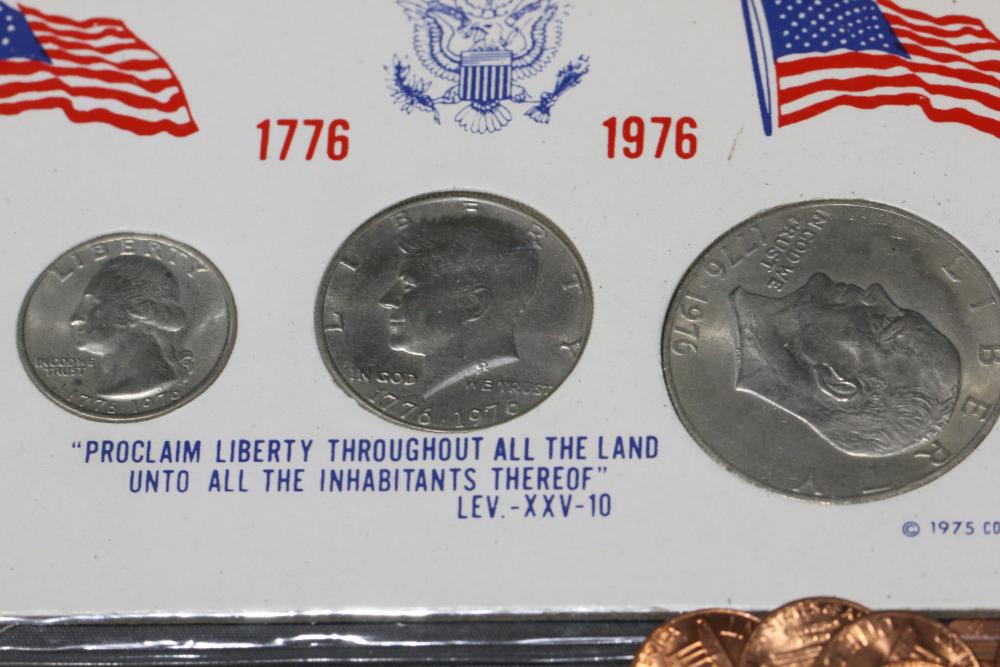 1776
1976
LIBERTY
IN GOD WE
TRUST
1776 1976
LIBERTY
IN GOD WE TRUST
1776 · 1976
LIBERTY
IN GOD WE
TRUST
1776 - 1976
"PROCLAIM LIBERTY THROUGHOUT ALL THE LAND
UNTO ALL THE INHABITANTS THEREOF"
LEV.-XXV-10
© 1975 CO